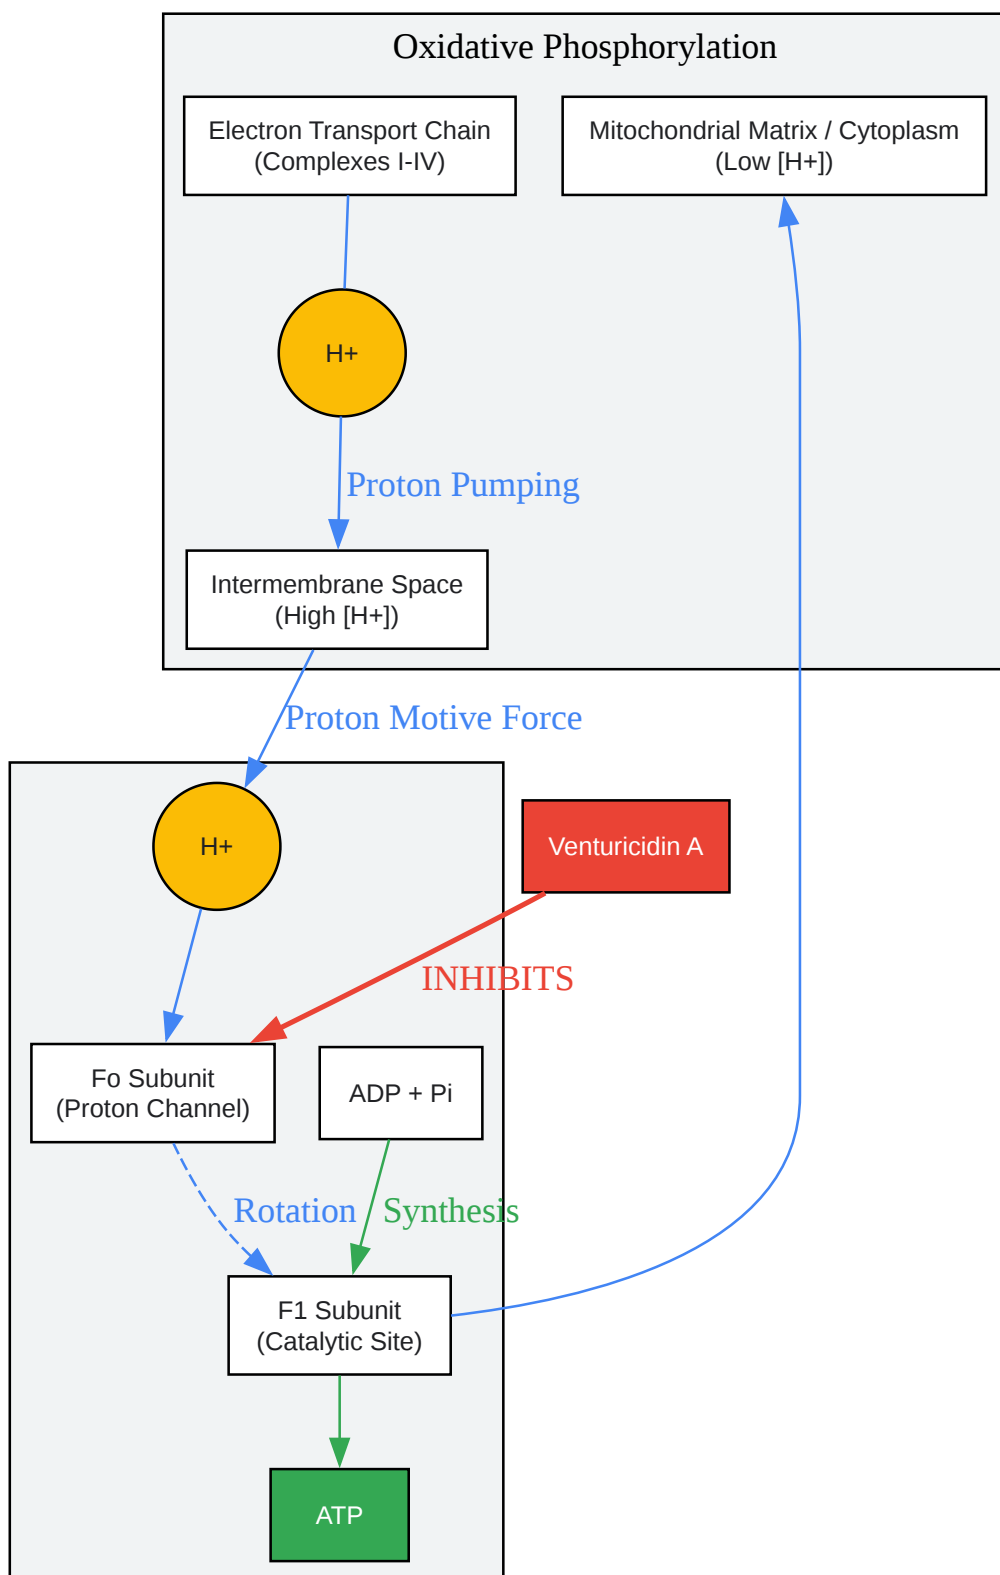 Oxidative Phosphorylation
Electron Transport Chain
(Complexes I-IV)
Mitochondrial Matrix / Cytoplasm
(Low [H+])
H+
Proton Pumping
Intermembrane Space
(High [H+])
Proton Motive Force
H+
Venturicidin A
INHIBITS
Fo Subunit
(Proton Channel)
ADP + Pi
Rotation
Synthesis
F1 Subunit
(Catalytic Site)
ATP